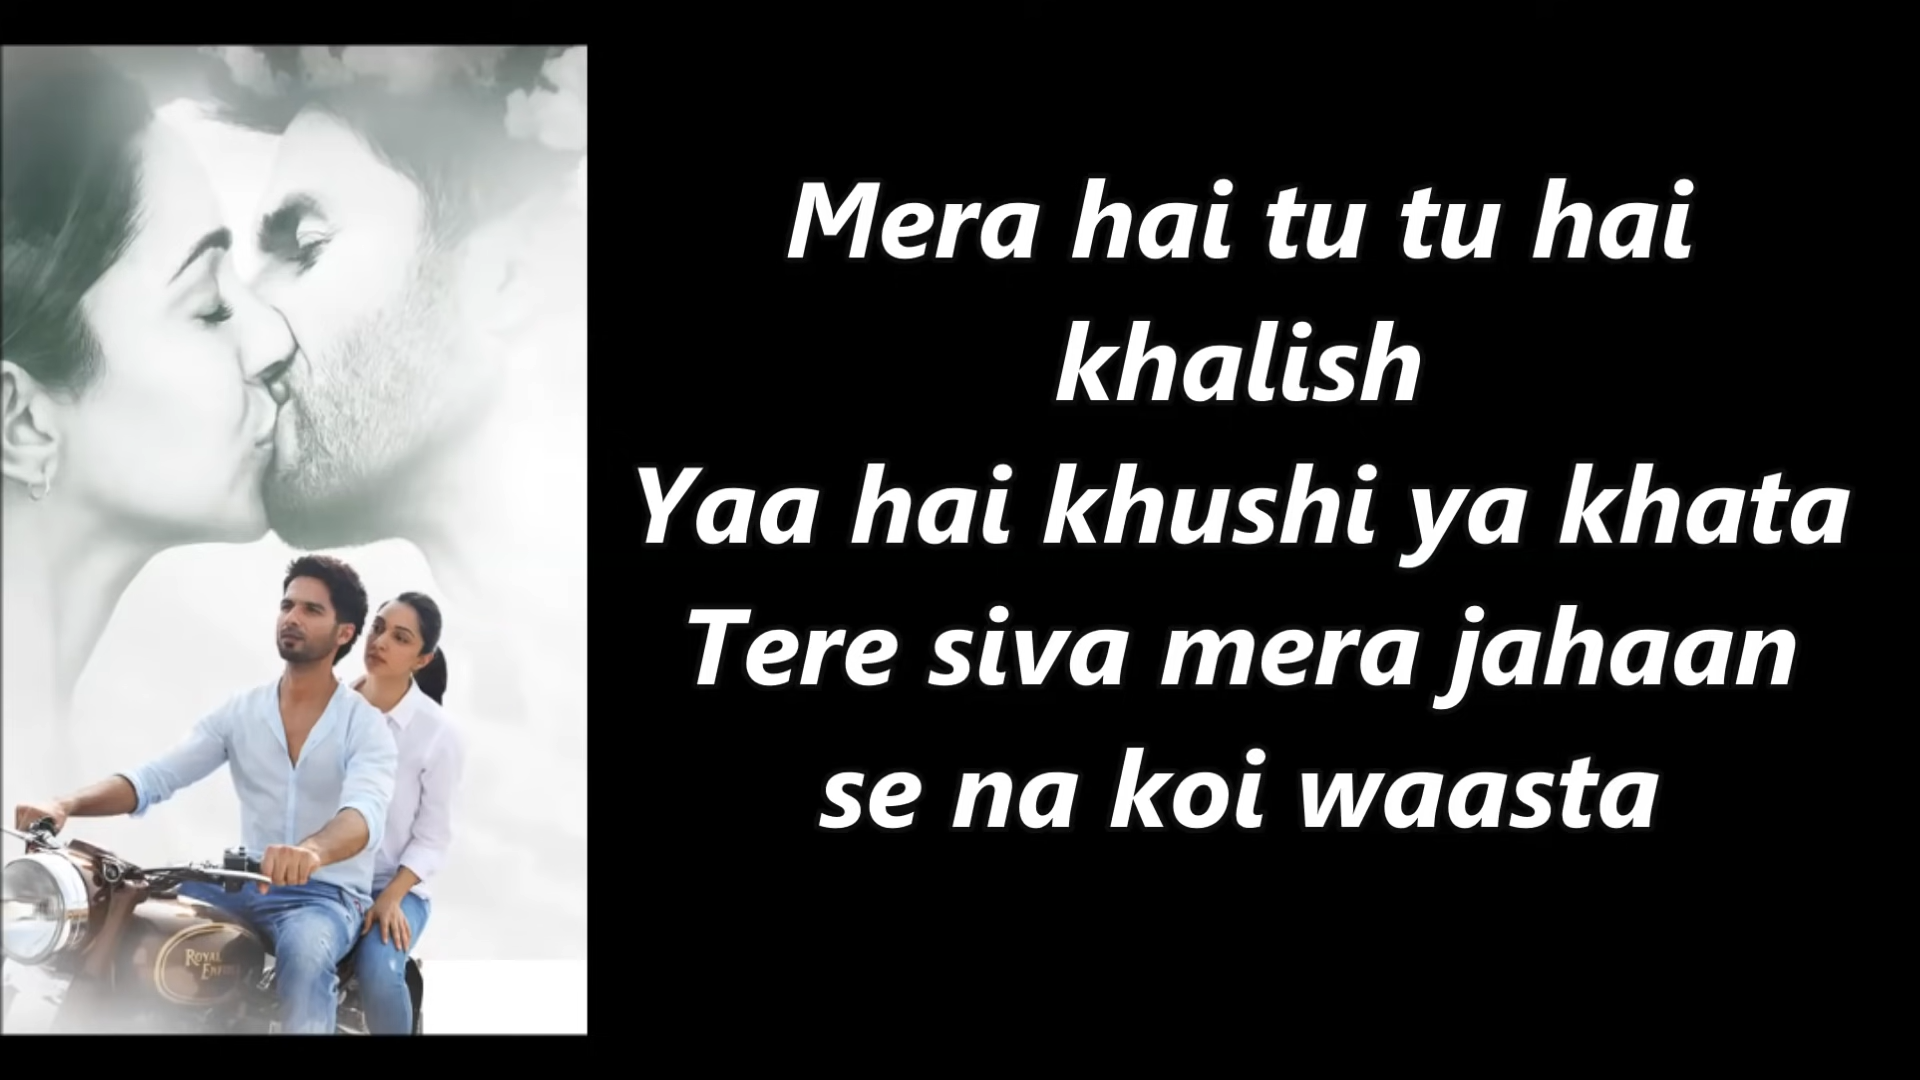 Mera hai tu tu hai
khalish
Yaa hai khushi ya khata
Tere siva mera jahaan
se na koi waasta
ROYAL